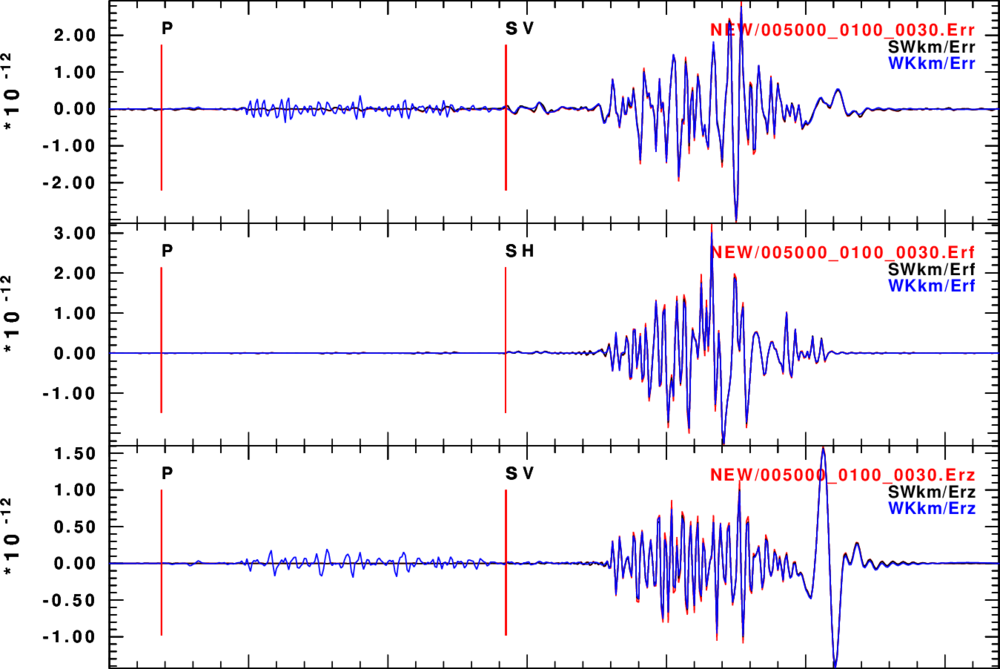 P
SV
NEW/005000_0100_0030.Err
SWkm/Err
WKkm/Err
2.00
1.00
0.00
-1.00
-2.00
*10 -12
P
SH
NEW/005000_0100_0030.Erf
SWkm/Erf
WKkm/Erf
3.00
2.00
1.00
0.00
-1.00
*10 -12
P
SV
NEW/005000_0100_0030.Erz
SWkm/Erz
WKkm/Erz
1.50
1.00
0.50
0.00
-0.50
-1.00
*10 -12